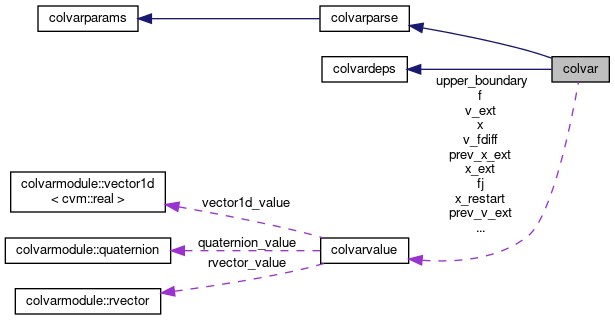 colvarparams
colvarparse
colvardeps
colvar
upper_boundary
f
v_ext
x
v_fdiff
prev_x_ext
x_ext
fj
x_restart
prev_v_ext
...
colvarmodule::vector1d
< cvm::real >
vector1d_value
colvarmodule::quaternion
quaternion_value
colvarvalue
rvector_value
colvarmodule::rvector